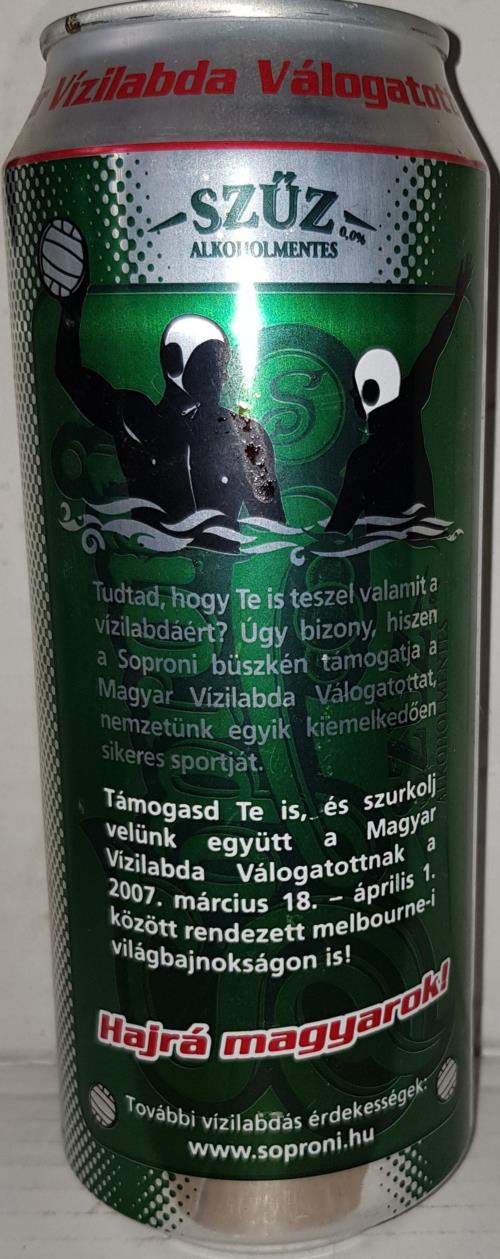 r Vízilabda Válogatott
SZŰZ
0,0%
ALKOHOLMENTES
Tudtad, hogy Te is teszel valamit a
vízilabdáért? Úgy bizony, hiszen
a Soproni büszkén támogatja a
Magyar Vízilabda Válogatottat,
nemzetünk egyik kiemelkedően
sikeres sportját.
Támogasd Te is, és szurkolj
velünk együtt a Magyar
Vízilabda Válogatottnak a
2007. március 18. – április 1.
között rendezett melbourne-i
világbajnokságon is!
Hajrá magyarok!
További vízilabdás érdekességek:
www.soproni.hu